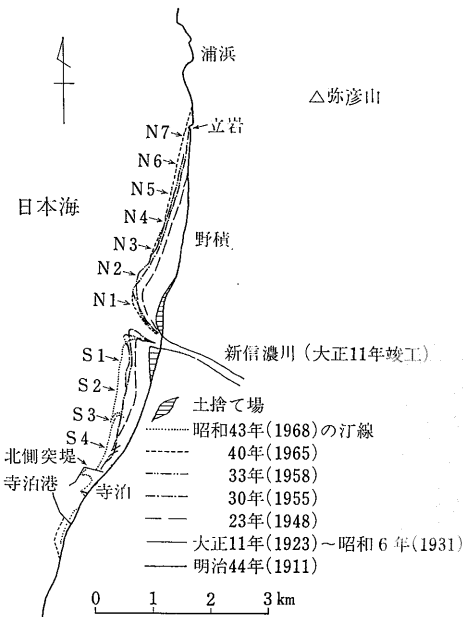 浦浜
△弥彦山
N7
立岩
N6
N5
日本海
N4
野積
N3
N2
N1
新信濃川(大正11年竣工)
S1
S2
土捨て場
S3
昭和43年(1968)の汀線
S4
北側突堤
40年(1965)
寺泊港
寺泊
33年(1958)
30年(1955)
23年(1948)
大正11年(1923)~昭和6年(1931)
明治44年(1911)
0 1 2 3 km